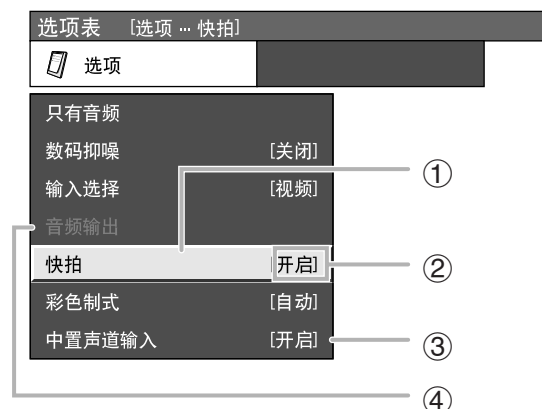 选项表 [选项 … 快拍]
选项
只有音频
数码抑噪 [关闭]
输入选择 [视频]
音频输出
快拍 [开启]
彩色制式 [自动]
中置声道输入 [开启]
①
②
③
④